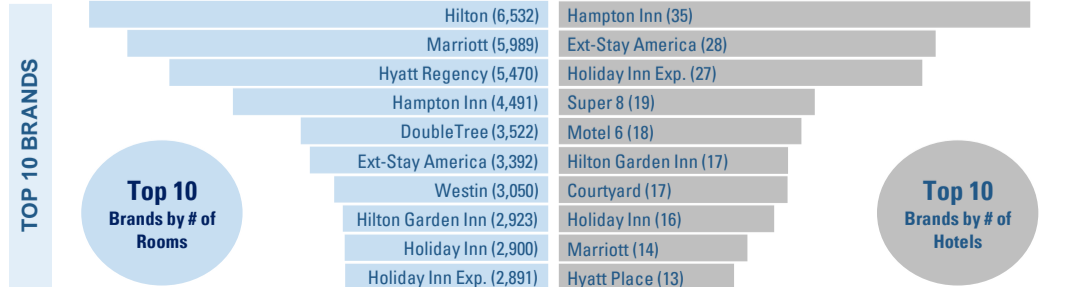 TOP 10 BRANDS
Hilton (6,532)
Marriott (5,989)
Hyatt Regency (5,470)
Hampton Inn (4,491)
DoubleTree (3,522)
Ext-Stay America (3,392)
Westin (3,050)
Hilton Garden Inn (2,923)
Holiday Inn (2,900)
Holiday Inn Exp. (2,891)
Top 10
Brands by # of
Rooms
Hampton Inn (35)
Ext-Stay America (28)
Holiday Inn Exp. (27)
Super 8 (19)
Motel 6 (18)
Hilton Garden Inn (17)
Courtyard (17)
Holiday Inn (16)
Marriott (14)
Hyatt Place (13)
Top 10
Brands by # of
Hotels